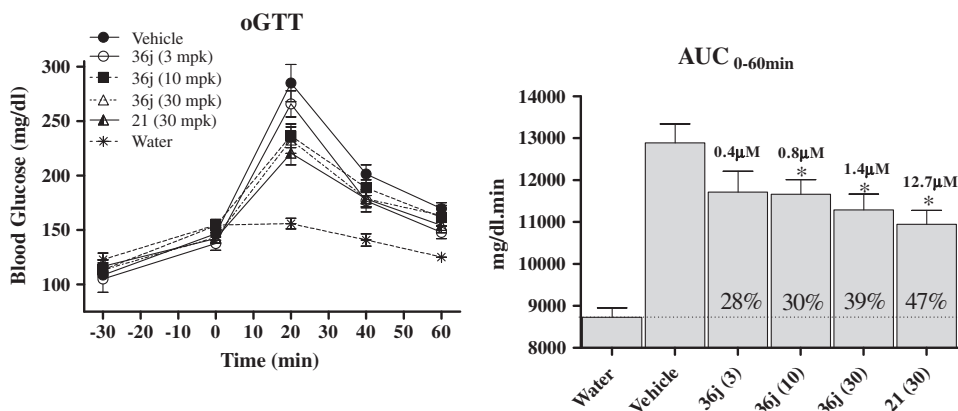 oGTT
Vehicle
36j (3 mpk)
36j (10 mpk)
36j (30 mpk)
21 (30 mpk)
Water
Blood Glucose (mg/dl)
300
250
200
150
100
-30 -20 -10 0 10 20 30 40 50 60
Time (min)
AUC 0-60min
mg/dl.min
14000
13000
12000
11000
10000
9000
8000
0.4μM
0.8μM
*
1.4μM
*
12.7μM
*
28% 30% 39% 47%
Water Vehicle 36j (3) 36j (10) 36j (30) 21 (30)